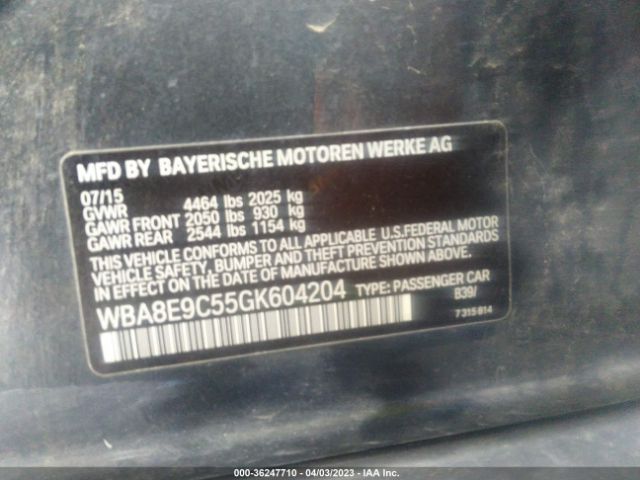 MFD BY BAYERISCHE MOTOREN WERKE AG
07/15
GVWR 4464 lbs 2025 kg
GAWR FRONT 2050 lbs 930 kg
GAWR REAR 2544 lbs 1154 kg
THIS VEHICLE CONFORMS TO ALL APPLICABLE U.S.FEDERAL MOTOR
VEHICLE SAFETY, BUMPER AND THEFT PREVENTION STANDARDS
IN EFFECT ON THE DATE OF MANUFACTURE SHOWN ABOVE.
WBA8E9C55GK604204 TYPE: PASSENGER CAR
B39/
7315814
000-36247710 - 04/03/2023 - IAA Inc.